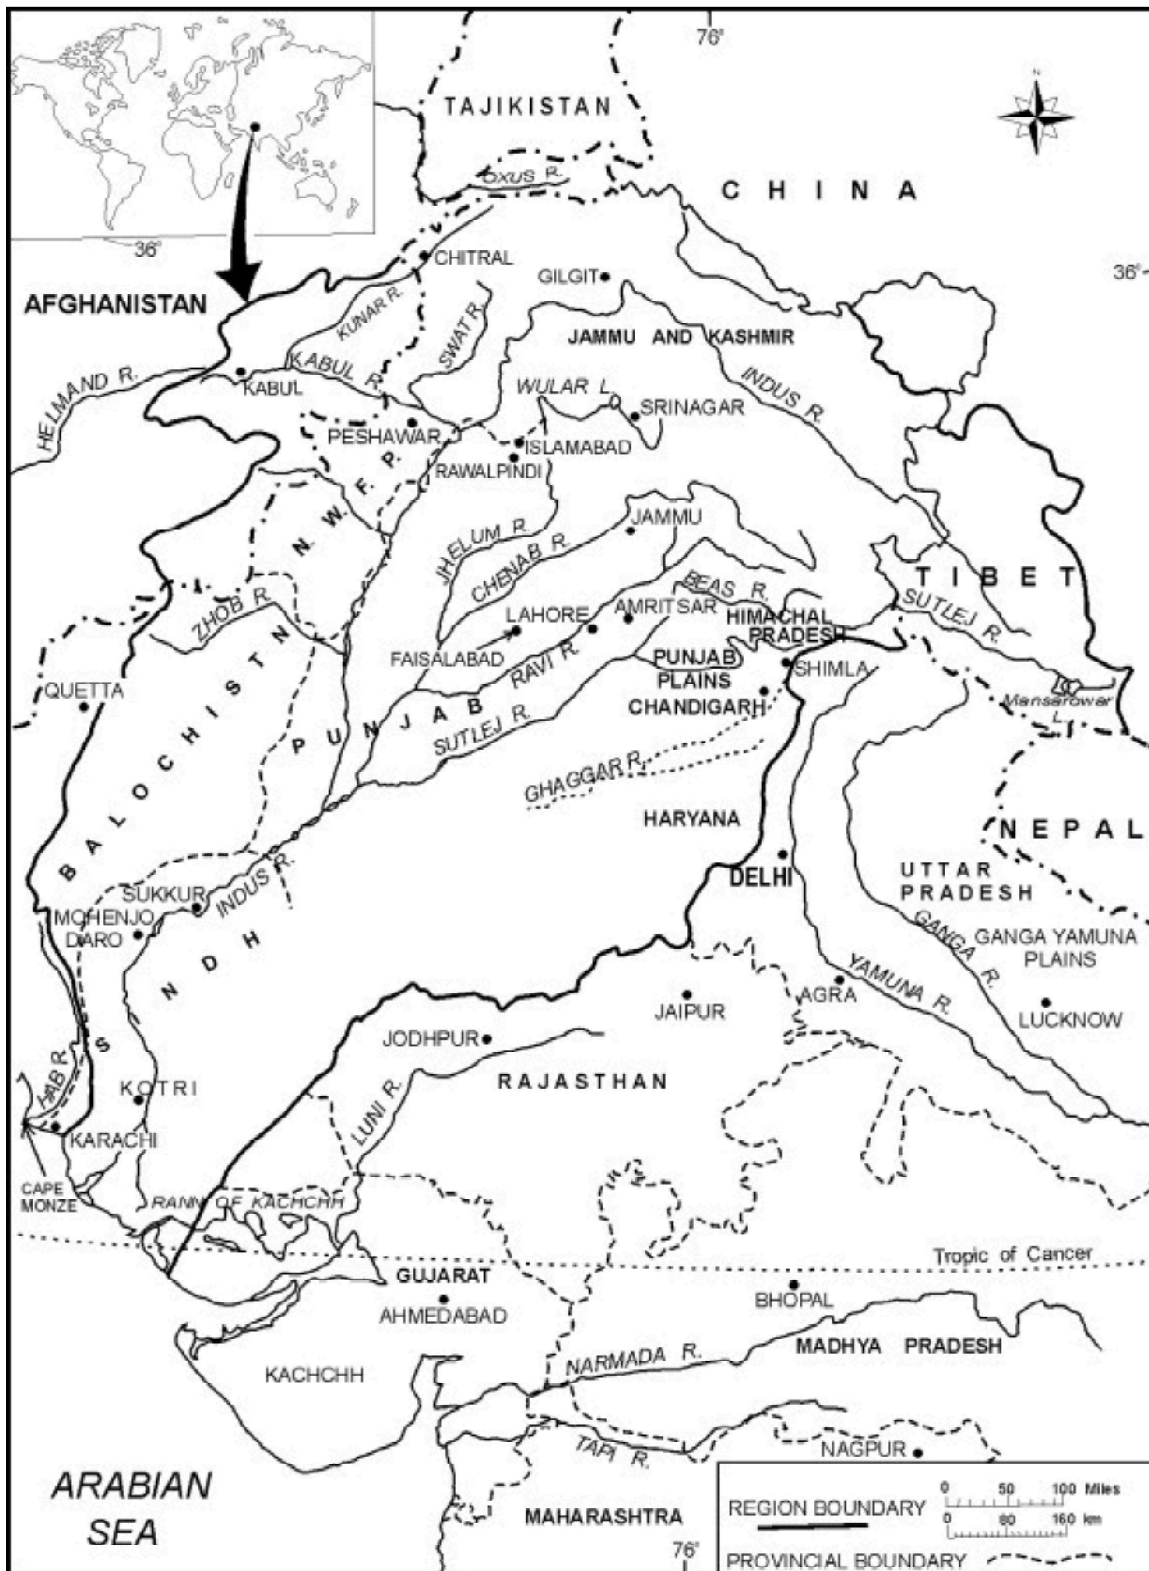 76°
N
TAJIKISTAN
OXUS R.
CHINA
36°
CHITRAL
GILGIT
36°
AFGHANISTAN
KUNAR R.
SWAT R.
JAMMU AND KASHMIR
HELMAND R.
KABUL R.
KABUL
WULAR L.
INDUS R.
SRINAGAR
PESHAWAR
ISLAMABAD
RAWALPINDI
N. W. F. P.
JHELUM R.
CHENAB R.
JAMMU
TIBET
ZHOB R.
LAHORE
AMRITSAR
BEAS R.
HIMACHAL
PRADESH
SUTLEJ R.
FAISALABAD
RAVI R.
PUNJAB
PLAINS
SHIMLA
QUETTA
PUNJAB
SUTLEJ R.
CHANDIGARH
Mansarowar
L.
BALOCHISTN
GHAGGAR R.
HARYANA
NEPAL
DELHI
UTTAR
PRADESH
SUKKUR
INDUS R.
MOHENJO
DARO
SNDH
GANGA R.
GANGA YAMUNA
PLAINS
YAMUNA R.
JAIPUR
AGRA
LUCKNOW
JODHPUR
HAB R.
KOTRI
LUNI R.
RAJASTHAN
KARACHI
CAPE
MONZE
RANN OF KACHCHH
Tropic of Cancer
GUJARAT
AHMEDABAD
BHOPAL
KACHCHH
NARMADA R.
MADHYA PRADESH
TAPI R.
NAGPUR
ARABIAN
SEA
MAHARASHTRA
76°
0 50 100 Miles
REGION BOUNDARY
0 80 160 km
PROVINCIAL BOUNDARY